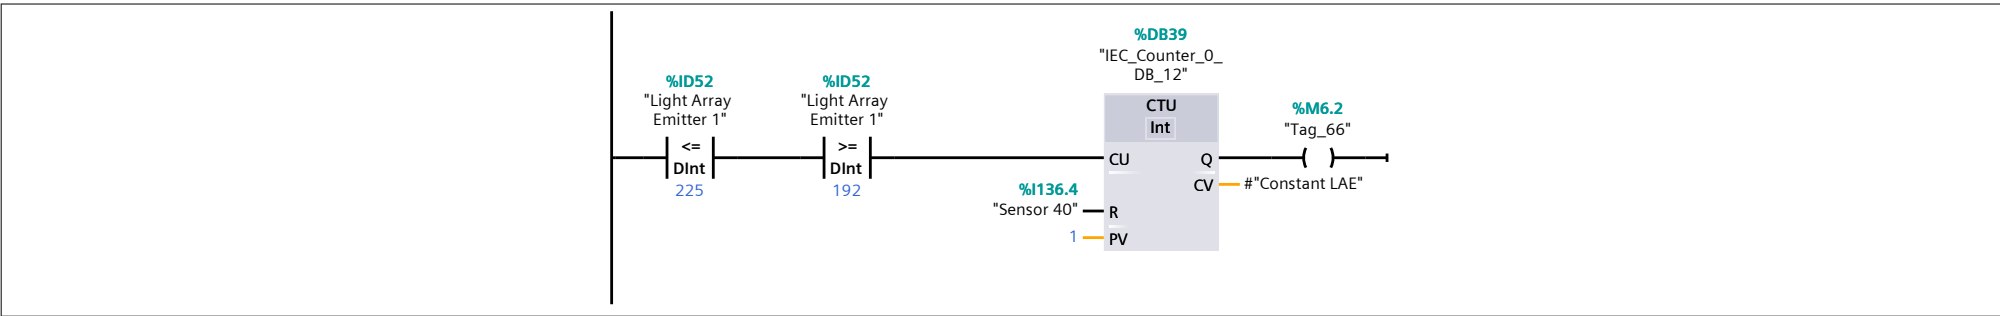 %DB39
"IEC_Counter_0_
DB_12"
%ID52
"Light Array
Emitter 1"
<=
DInt
225
%ID52
"Light Array
Emitter 1"
>=
DInt
192
CTU
Int
CU
Q
CV
R
PV
%I136.4
"Sensor 40"
1
%M6.2
"Tag_66"
#"Constant LAE"